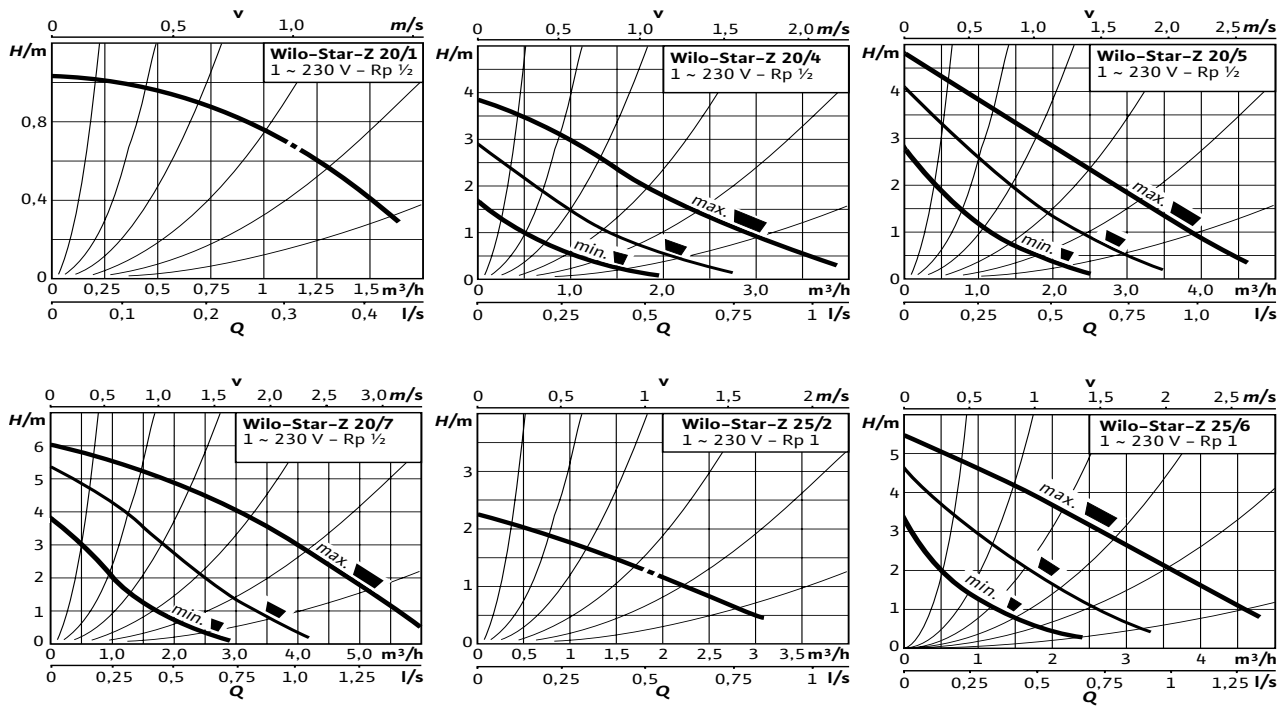 v
0 0,5 1,0 m/s
H/m
Wilo–Star–Z 20/1
1 ~ 230 V – Rp ½
0,8
0,4
0
0 0,25 0,5 0,75 1 1,25 1,5 m³/h
0 0,1 0,2 0,3 0,4 l/s
Q
v
0 0,5 1,0 2,0 m/s
H/m
Wilo–Star–Z 20/4
1 ~ 230 V – Rp ½
4
3
2
max.
1
min.
0
0 1,0 2,0 3,0 m³/h
0 0,25 0,5 0,75 1 l/s
Q
v
0 0,5 1,0 2,0 2,5 m/s
H/m
Wilo–Star–Z 20/5
1 ~ 230 V – Rp ½
4
3
2
max.
1
min.
0
0 1,0 2,0 3,0 4,0 m³/h
0 0,25 0,5 0,75 1,0 l/s
Q
v
0 0,5 1,0 1,5 2,0 2,5 3,0 m/s
H/m
Wilo–Star–Z 20/7
1 ~ 230 V – Rp ½
6
5
4
3
max.
2
1
min.
0
0 1,0 2,0 3,0 4,0 5,0 m³/h
0 0,25 0,5 0,75 1,0 1,25 l/s
Q
v
0 0,5 1 2 m/s
H/m
Wilo–Star–Z 25/2
1 ~ 230 V – Rp 1
3
2
1
0
0 0,5 1 1,5 2 2,5 3 3,5 m³/h
0 0,25 0,5 0,75 1 l/s
Q
v
0 0,5 1 1,5 2 2,5 m/s
H/m
Wilo–Star–Z 25/6
1 ~ 230 V – Rp 1
5
4
max.
3
2
min.
1
0
0 1 2 3 4 m³/h
0 0,25 0,5 0,75 1 1,25 l/s
Q